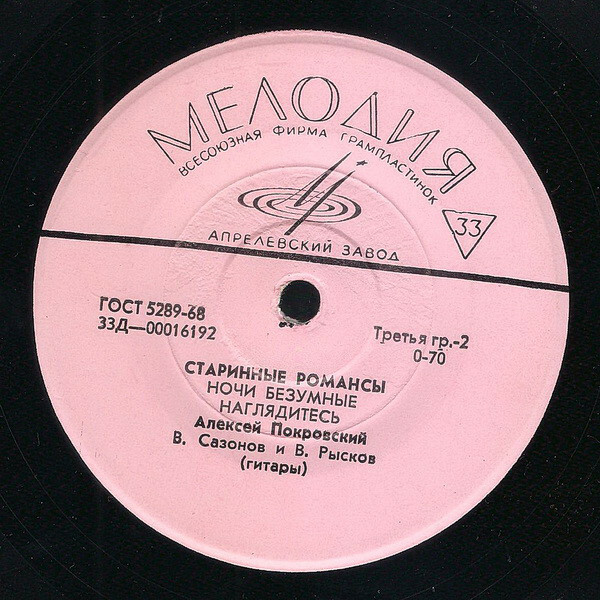 МЕЛОДИЯ
ВСЕСОЮЗНАЯ ФИРМА ГРАМПЛАСТИНОК
33
АПРЕЛЕВСКИЙ ЗАВОД
ГОСТ 5289-68
33Д—00016192
Третья гр.-2
0-70
СТАРИННЫЕ РОМАНСЫ
НОЧИ БЕЗУМНЫЕ
НАГЛЯДИТЕСЬ
Алексей Покровский
В. Сазонов и В. Рысков
(гитары)